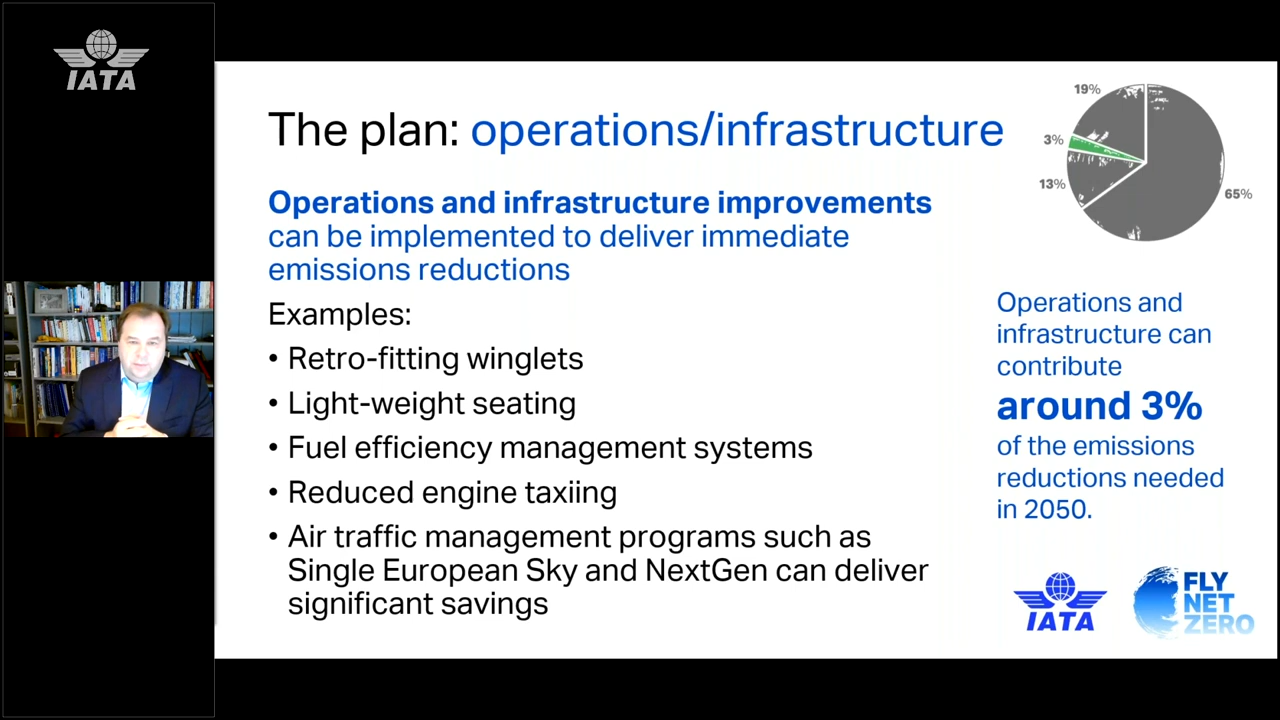 IATA
The plan: operations/infrastructure
Operations and infrastructure improvements
can be implemented to deliver immediate
emissions reductions
Examples:
• Retro-fitting winglets
• Light-weight seating
• Fuel efficiency management systems
• Reduced engine taxiing
• Air traffic management programs such as
Single European Sky and NextGen can deliver
significant savings
19%
3%
13%
65%
Operations and
infrastructure can
contribute
around 3%
of the emissions
reductions needed
in 2050.
IATA
FLY
NET
ZERO